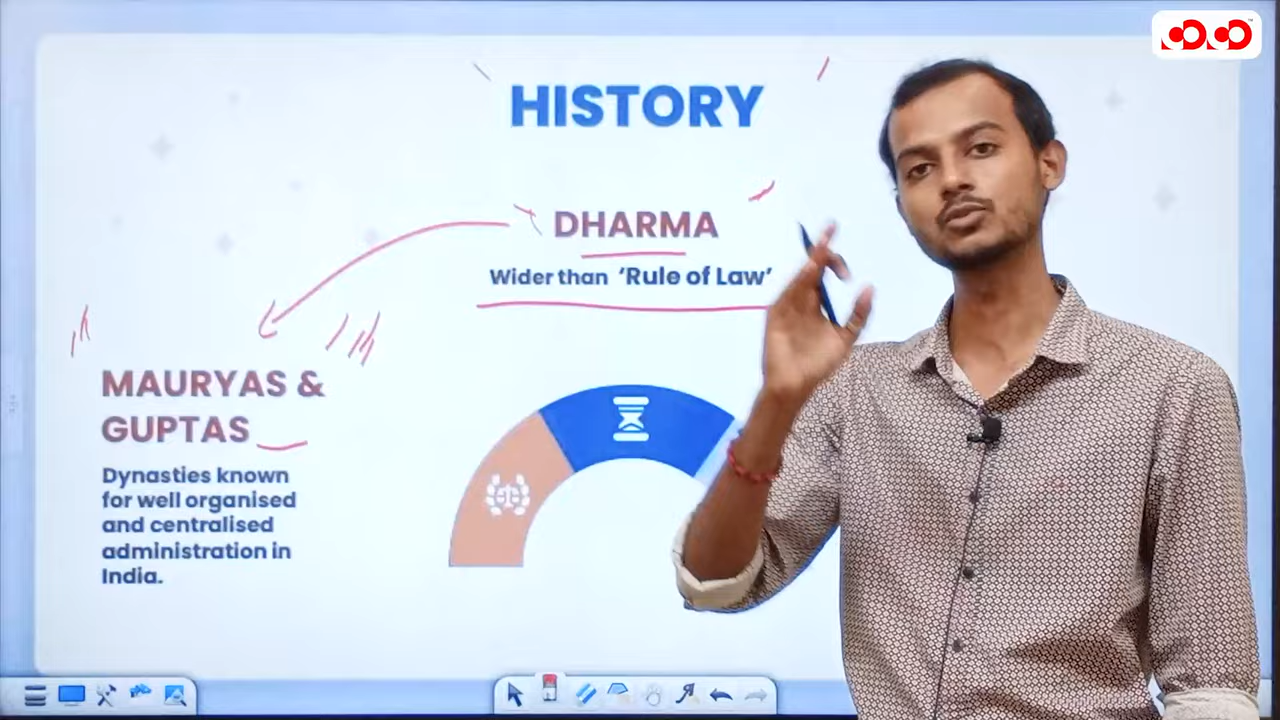 HISTORY
DHARMA
Wider than ‘Rule of Law’
MAURYAS &
GUPTAS
Dynasties known
for well organised
and centralised
administration in
India.